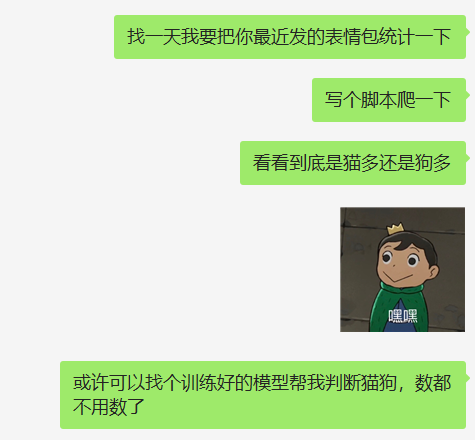 找一天我要把你最近发的表情包统计一下
写个脚本爬一下
看看到底是猫多还是狗多
嘿嘿
或许可以找个训练好的模型帮我判断猫狗，数都
不用数了